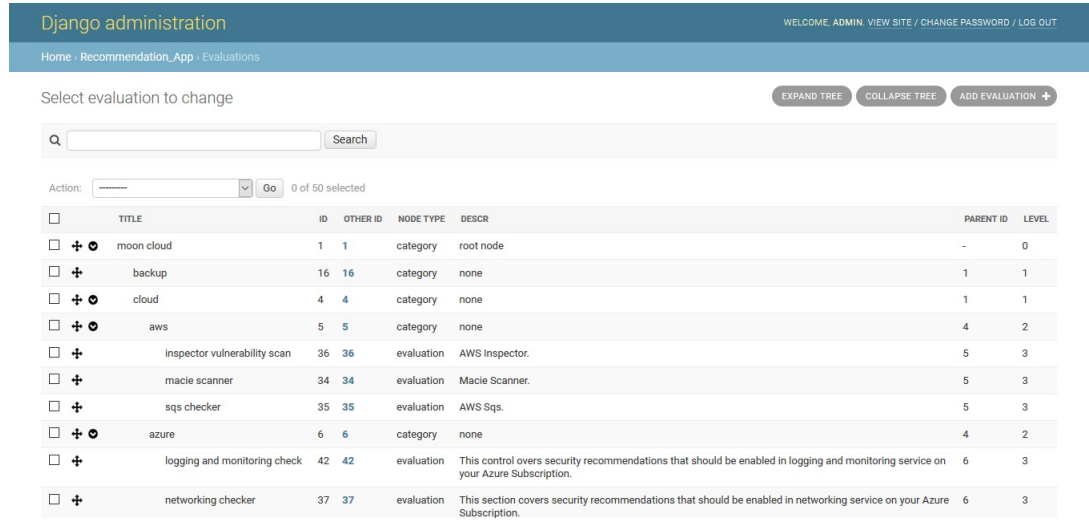 Django administration
WELCOME, ADMIN. VIEW SITE / CHANGE PASSWORD / LOG OUT
Home › Recommendation_App › Evaluations
Select evaluation to change
EXPAND TREE COLLAPSE TREE ADD EVALUATION +
Search
Action: --------- Go 0 of 50 selected
TITLE ID OTHER ID NODE TYPE DESCR PARENT ID LEVEL
moon cloud 1 1 category root node - 0
backup 16 16 category none 1 1
cloud 4 4 category none 1 1
aws 5 5 category none 4 2
inspector vulnerability scan 36 36 evaluation AWS Inspector. 5 3
macie scanner 34 34 evaluation Macie Scanner. 5 3
sqs checker 35 35 evaluation AWS Sqs. 5 3
azure 6 6 category none 4 2
logging and monitoring check 42 42 evaluation This control overs security recommendations that should be enabled in logging and monitoring service on 6 3
your Azure Subscription.
networking checker 37 37 evaluation This section covers security recommendations that should be enabled in networking service on your Azure 6 3
Subscription.